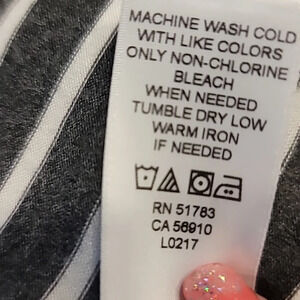 MACHINE WASH COLD
WITH LIKE COLORS
ONLY NON-CHLORINE
BLEACH
WHEN NEEDED
TUMBLE DRY LOW
WARM IRON
IF NEEDED
RN 51783
CA 56910
L0217